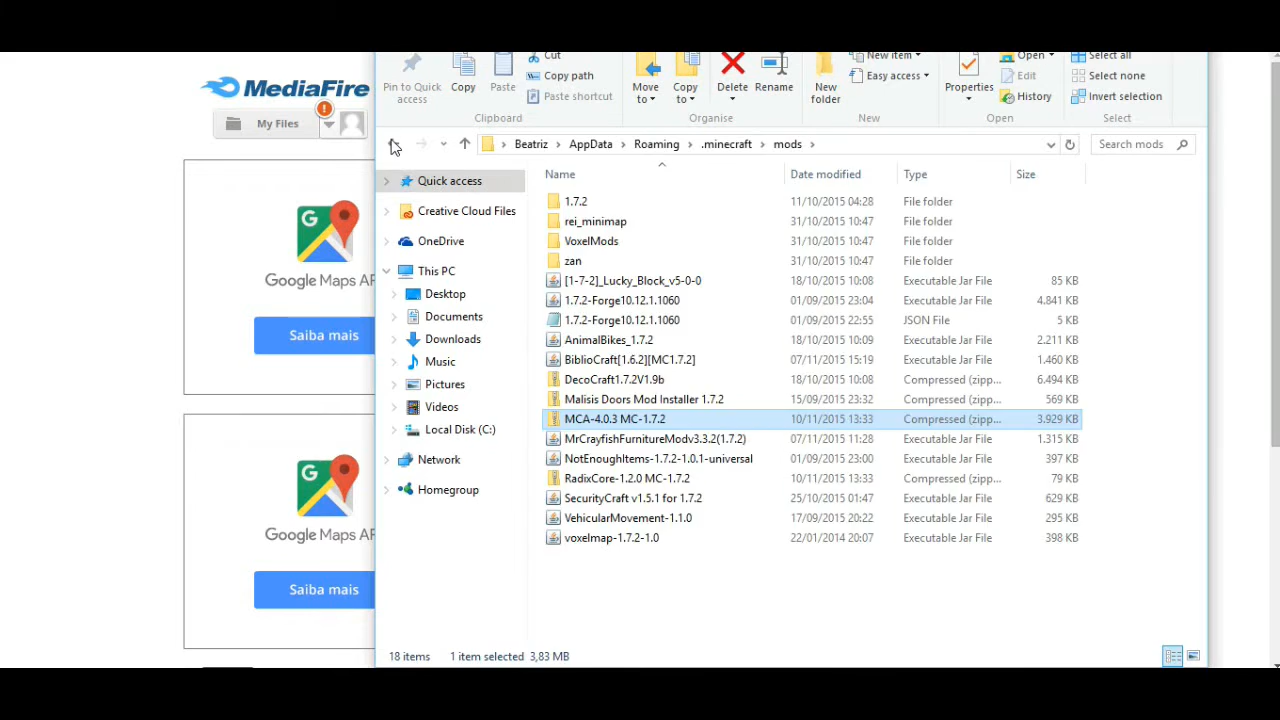 MediaFire
My Files
!
Google Maps AP
Saiba mais
Google Maps AP
Saiba mais
Pin to Quick access
Copy
Paste
Cut
Copy path
Paste shortcut
Clipboard
Move to
Copy to
Delete
Rename
Organise
New folder
New item
Easy access
New
Properties
Open
Edit
History
Open
Select all
Select none
Invert selection
Select
Beatriz > AppData > Roaming > .minecraft > mods >
Search mods
Quick access
Creative Cloud Files
OneDrive
This PC
Desktop
Documents
Downloads
Music
Pictures
Videos
Local Disk (C:)
Network
Homegroup
Name Date modified Type Size
1.7.2 11/10/2015 04:28 File folder
rei_minimap 31/10/2015 10:47 File folder
VoxelMods 31/10/2015 10:47 File folder
zan 31/10/2015 10:47 File folder
[1-7-2]_Lucky_Block_v5-0-0 18/10/2015 10:08 Executable Jar File 85 KB
1.7.2-Forge10.12.1.1060 01/09/2015 23:04 Executable Jar File 4.841 KB
1.7.2-Forge10.12.1.1060 01/09/2015 22:55 JSON File 5 KB
AnimalBikes_1.7.2 18/10/2015 10:09 Executable Jar File 2.211 KB
BiblioCraft[1.6.2][MC1.7.2] 07/11/2015 15:19 Executable Jar File 1.460 KB
DecoCraft1.7.2V1.9b 18/10/2015 10:08 Compressed (zipp... 6.494 KB
Malisis Doors Mod Installer 1.7.2 15/09/2015 23:32 Compressed (zipp... 569 KB
MCA-4.0.3 MC-1.7.2 10/11/2015 13:33 Compressed (zipp... 3.929 KB
MrCrayfishFurnitureModv3.3.2(1.7.2) 07/11/2015 11:28 Executable Jar File 1.315 KB
NotEnoughItems-1.7.2-1.0.1-universal 01/09/2015 23:00 Executable Jar File 397 KB
RadixCore-1.2.0 MC-1.7.2 10/11/2015 13:33 Compressed (zipp... 79 KB
SecurityCraft v1.5.1 for 1.7.2 25/10/2015 01:47 Executable Jar File 629 KB
VehicularMovement-1.1.0 17/09/2015 20:22 Executable Jar File 295 KB
voxelmap-1.7.2-1.0 22/01/2014 20:07 Executable Jar File 398 KB
18 items 1 item selected 3,83 MB